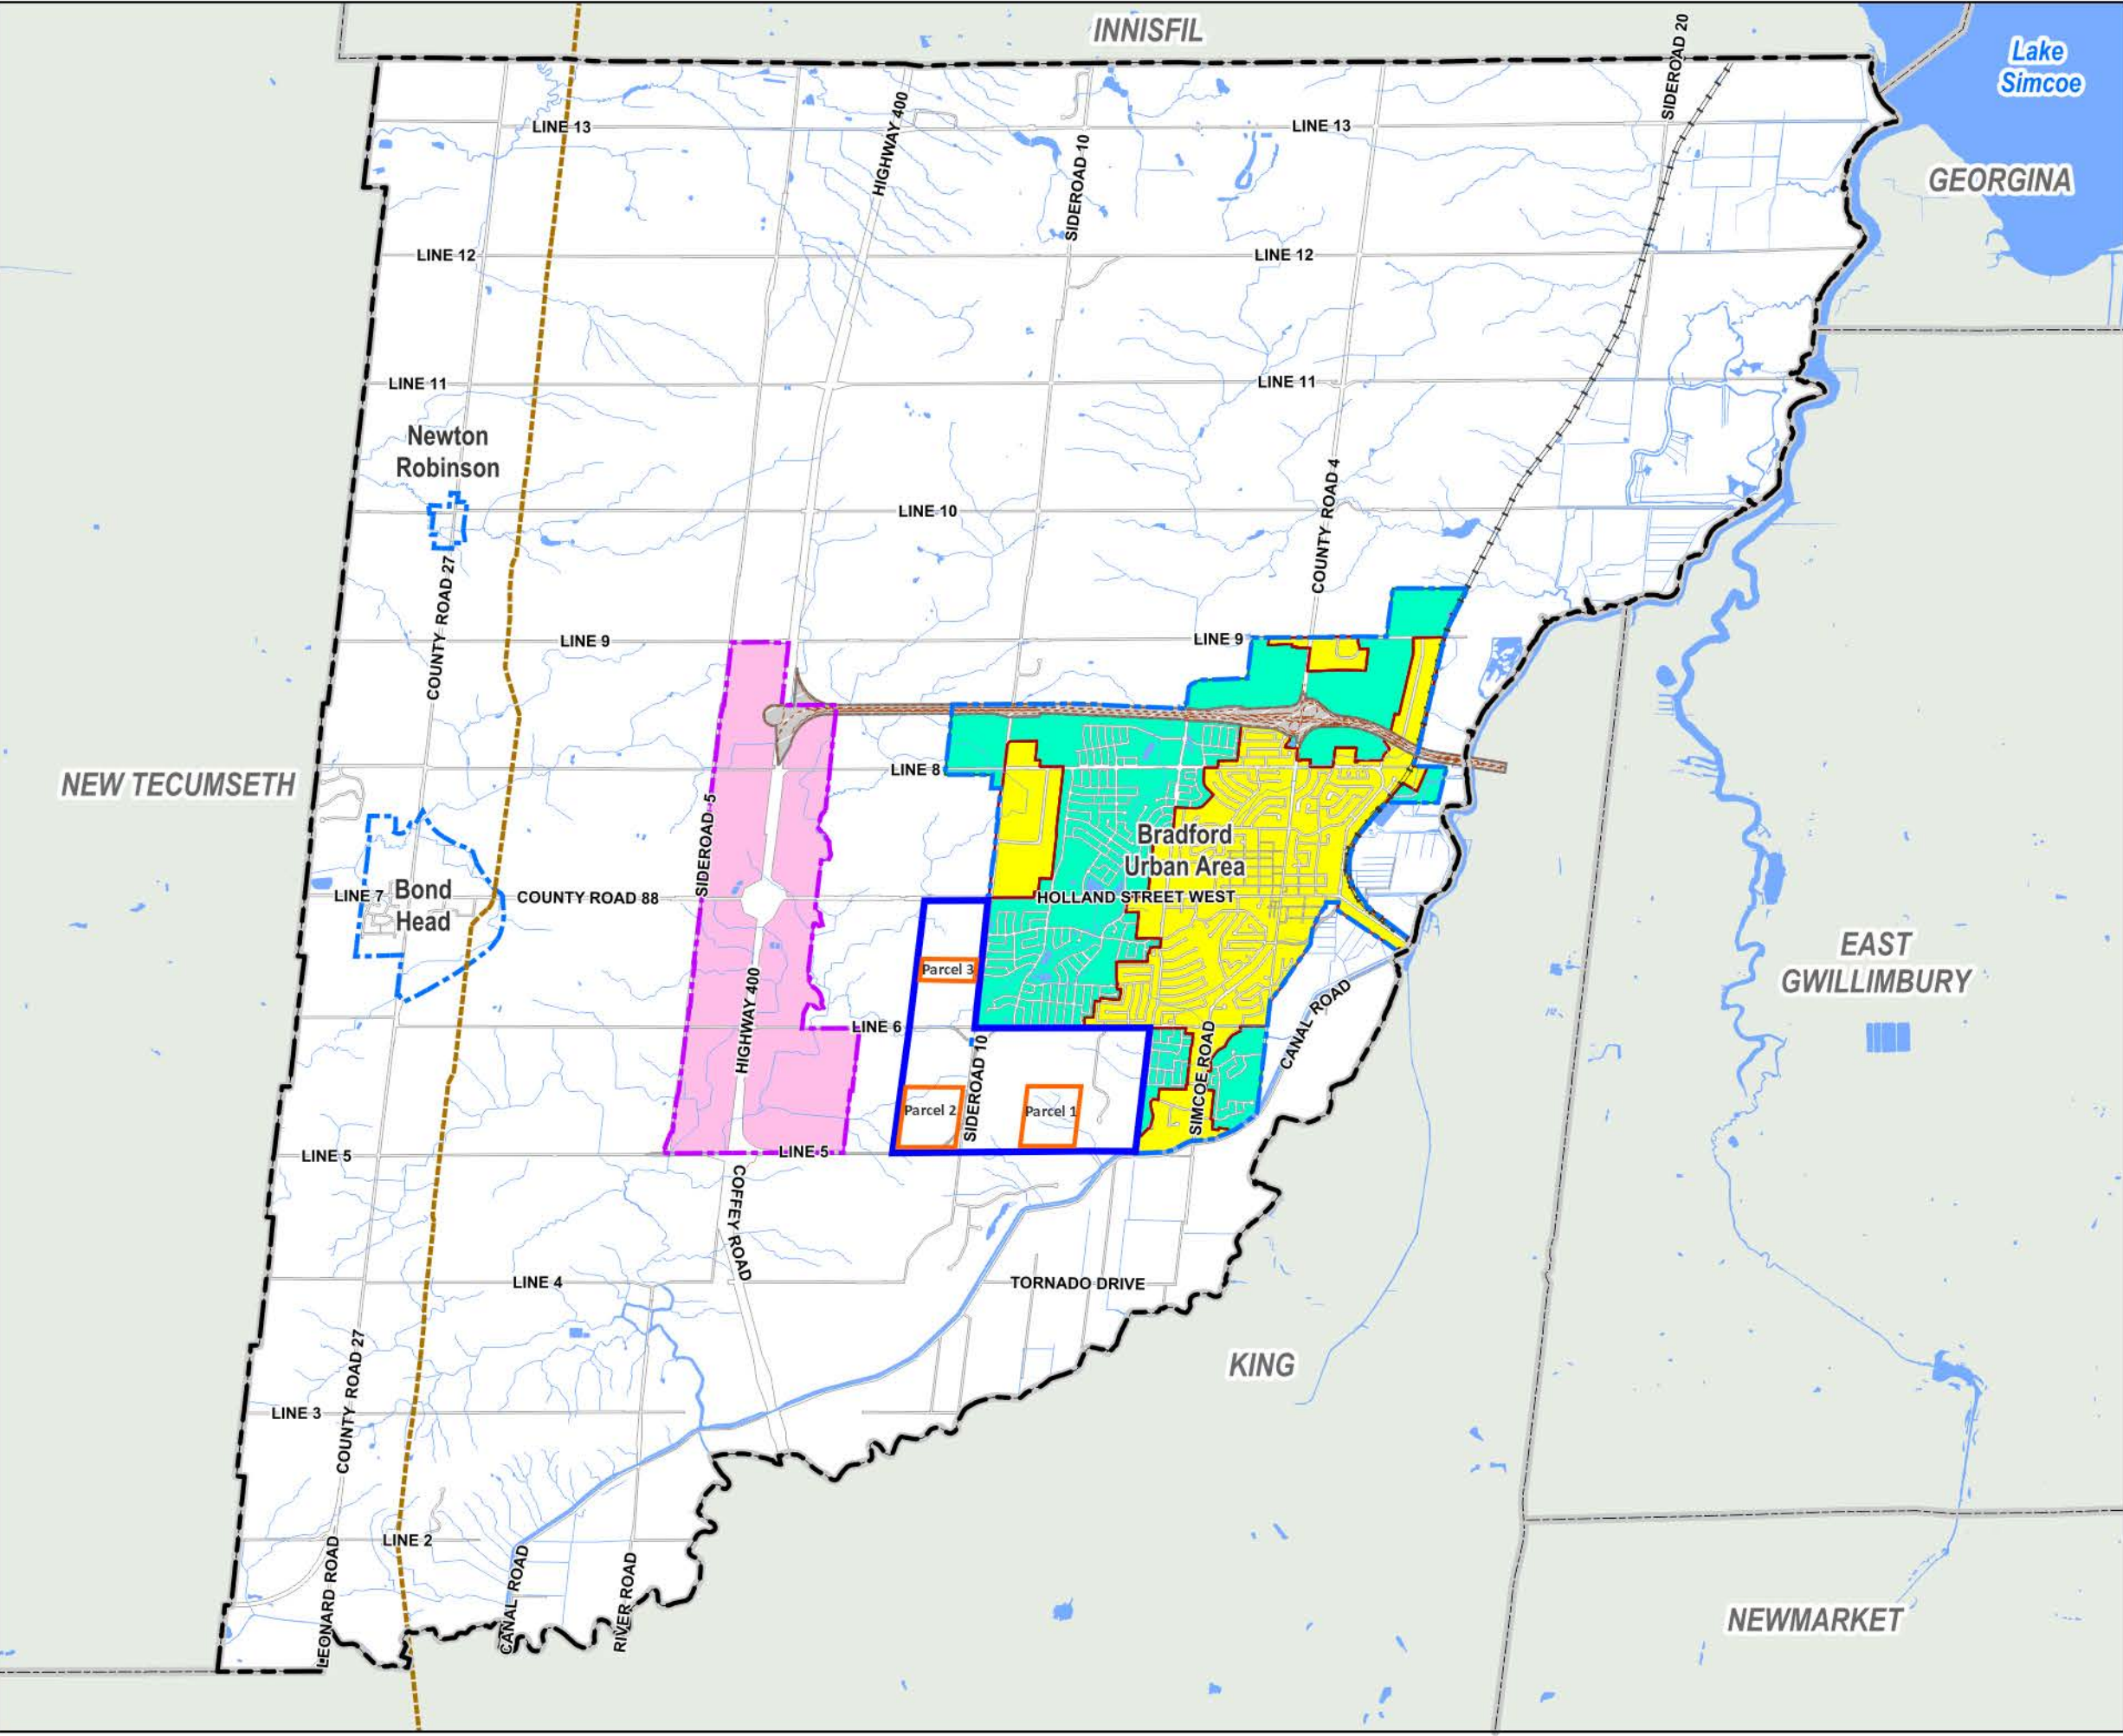 INNISFIL
SIDEROAD 20
Lake
Simcoe
LINE 13
HIGHWAY 400
SIDEROAD 10
LINE 13
GEORGINA
LINE 12
LINE 12
LINE 11
LINE 11
Newton
Robinson
COUNTY ROAD 4
LINE 10
COUNTY ROAD 27
LINE 9
LINE 9
NEW TECUMSETH
LINE 8
SIDEROAD 5
Bradford
Urban Area
LINE 7
Bond
Head
COUNTY ROAD 88
HOLLAND STREET WEST
EAST
GWILLIMBURY
Parcel 3
HIGHWAY 400
CANAL ROAD
LINE 6
SIDEROAD 10
SIMCOE ROAD
Parcel 2
Parcel 1
LINE 5
LINE 5
COFFEY ROAD
LINE 4
TORNADO DRIVE
KING
COUNTY ROAD 27
LINE 3
LINE 2
LEONARD ROAD
CANAL ROAD
RIVER ROAD
NEWMARKET